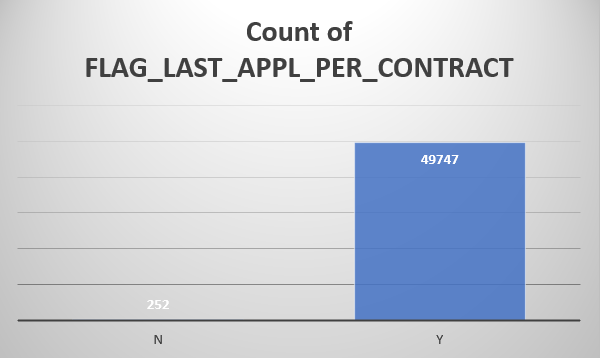 Count of
FLAG_LAST_APPL_PER_CONTRACT
49747
252
N Y